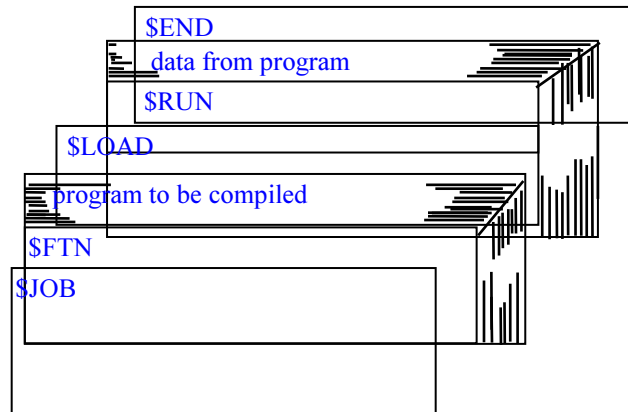 $END
data from program
$RUN
$LOAD
program to be compiled
$FTN
$JOB